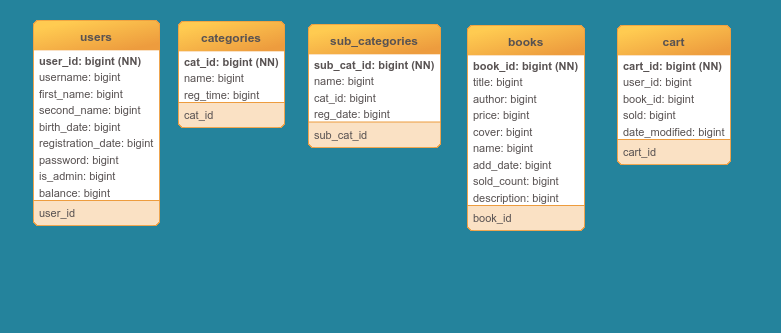 users
user_id: bigint (NN)
username: bigint
first_name: bigint
second_name: bigint
birth_date: bigint
registration_date: bigint
password: bigint
is_admin: bigint
balance: bigint
user_id
categories
cat_id: bigint (NN)
name: bigint
reg_time: bigint
cat_id
sub_categories
sub_cat_id: bigint (NN)
name: bigint
cat_id: bigint
reg_date: bigint
sub_cat_id
books
book_id: bigint (NN)
title: bigint
author: bigint
price: bigint
cover: bigint
name: bigint
add_date: bigint
sold_count: bigint
description: bigint
book_id
cart
cart_id: bigint (NN)
user_id: bigint
book_id: bigint
sold: bigint
date_modified: bigint
cart_id